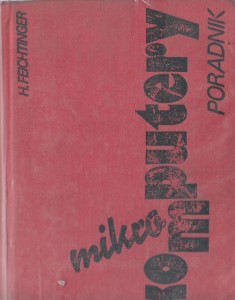 H. FEICHTINGER
mikro
komputery
PORADNIK